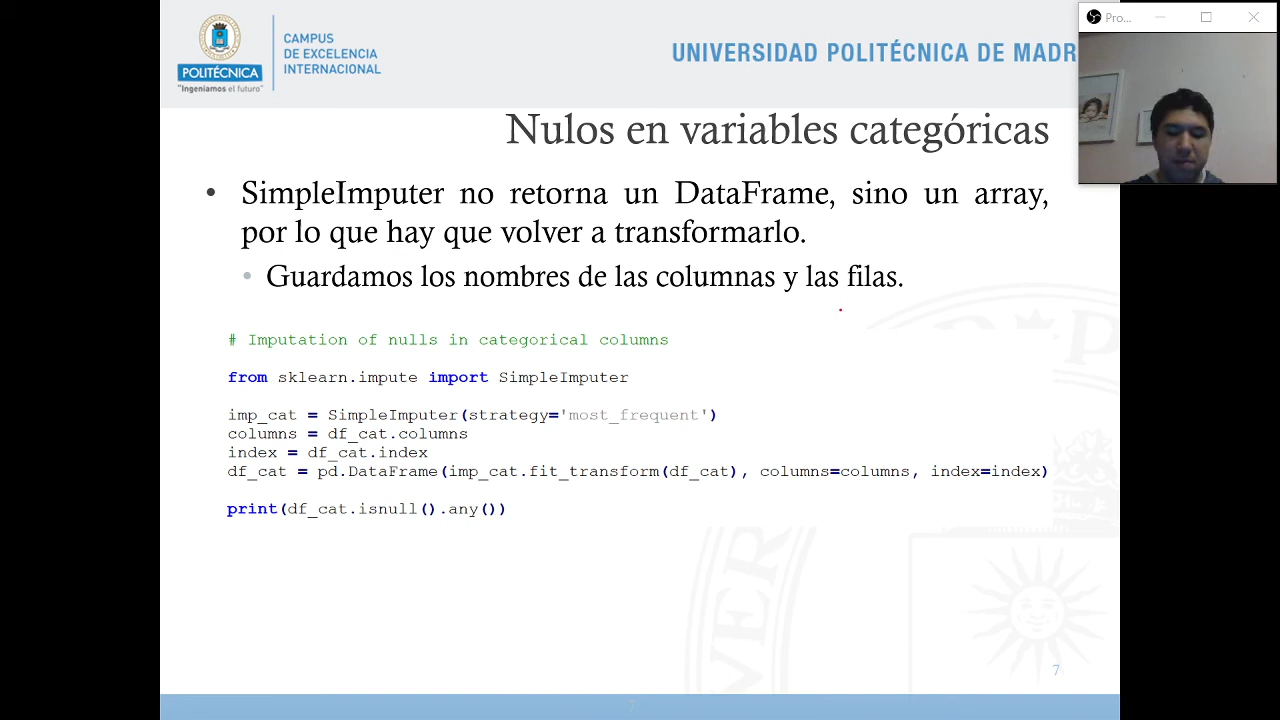 POLITÉCNICA
"Ingeniamos el futuro"
CAMPUS
DE EXCELENCIA
INTERNACIONAL
UNIVERSIDAD POLITÉCNICA DE MADR
Pro...
Nulos en variables categóricas
• SimpleImputer no retorna un DataFrame, sino un array,
por lo que hay que volver a transformarlo.
• Guardamos los nombres de las columnas y las filas.
# Imputation of nulls in categorical columns
from sklearn.impute import SimpleImputer
imp_cat = SimpleImputer(strategy='most_frequent')
columns = df_cat.columns
index = df_cat.index
df_cat = pd.DataFrame(imp_cat.fit_transform(df_cat), columns=columns, index=index)
print(df_cat.isnull().any())
7
7